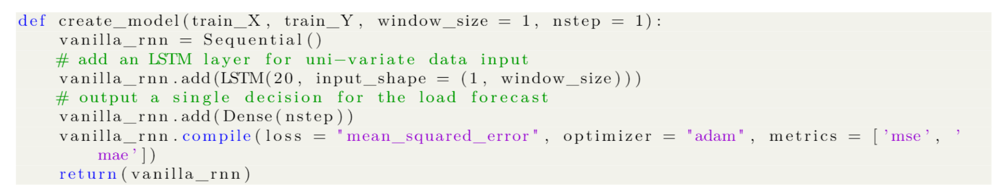 def create_model(train_X, train_Y, window_size = 1, nstep = 1):
    vanilla_rnn = Sequential()
    # add an LSTM layer for uni-variate data input
    vanilla_rnn.add(LSTM(20, input_shape = (1, window_size)))
    # output a single decision for the load forecast
    vanilla_rnn.add(Dense(nstep))
    vanilla_rnn.compile(loss = "mean_squared_error", optimizer = "adam", metrics = ['mse', '
        mae'])
    return(vanilla_rnn)